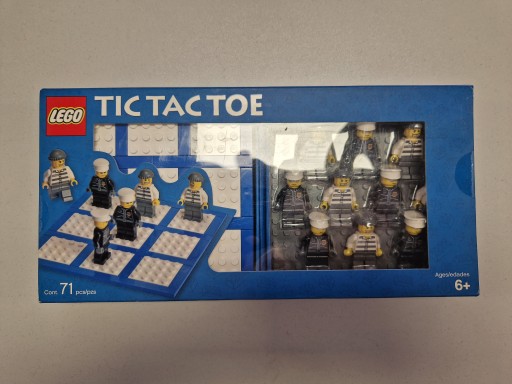 LEGO
TIC TAC TOE
Cont. 71 pcs/pzs
Ages/edades
6+